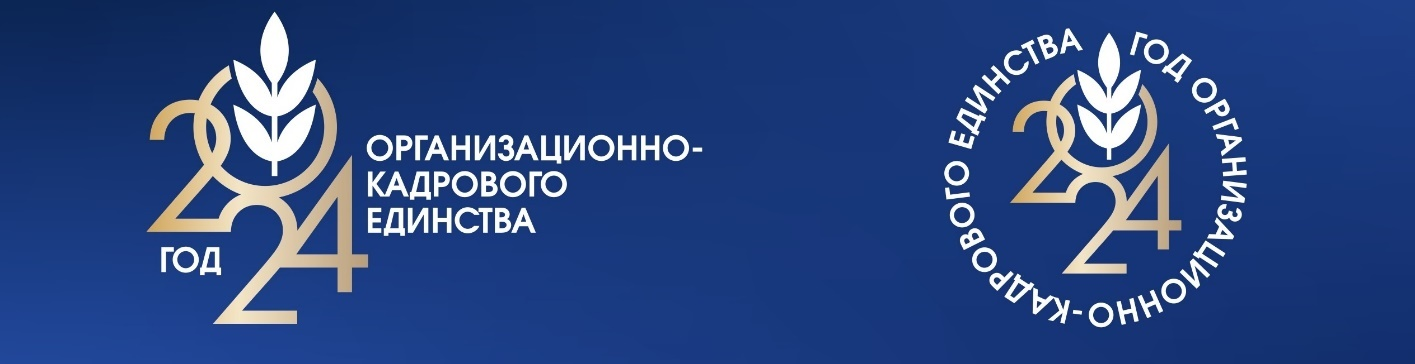 2024
ГОД
ОРГАНИЗАЦИОННО-
КАДРОВОГО
ЕДИНСТВА
2024
ГОД ОРГАНИЗАЦИОННО-КАДРОВОГО ЕДИНСТВА